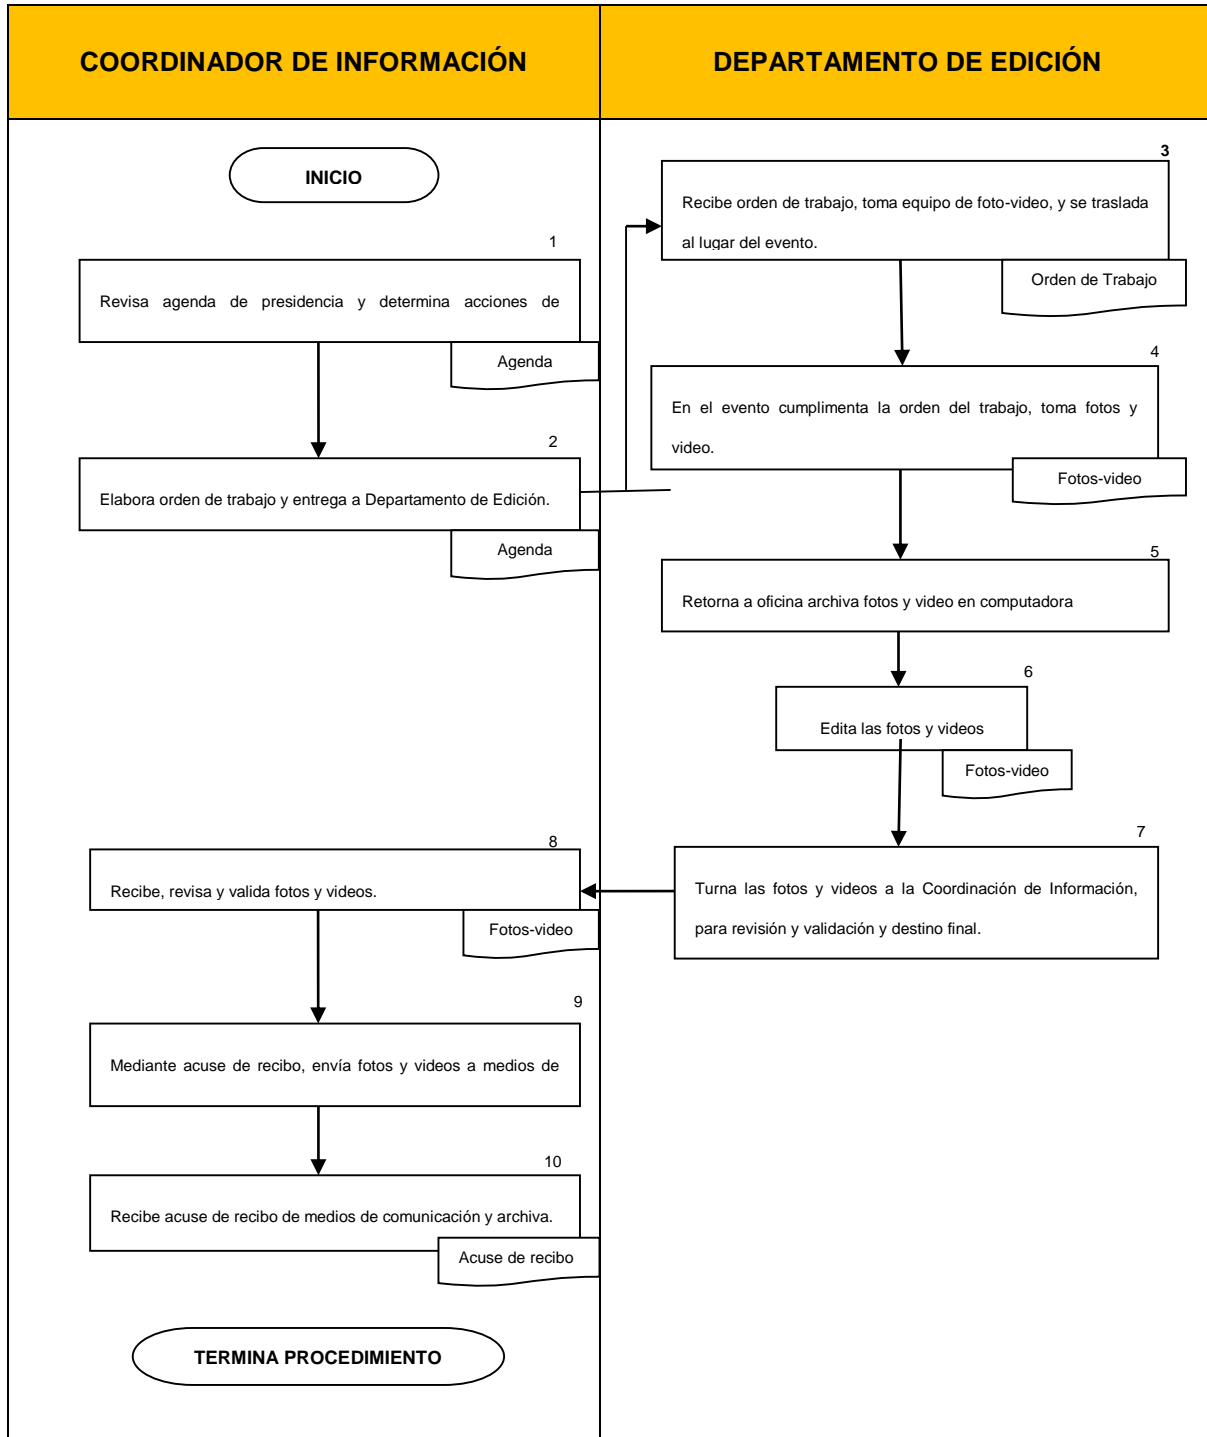 COORDINADOR DE INFORMACIÓN
DEPARTAMENTO DE EDICIÓN
INICIO
1
Revisa agenda de presidencia y determina acciones de
Agenda
2
Elabora orden de trabajo y entrega a Departamento de Edición.
Agenda
3
Recibe orden de trabajo, toma equipo de foto-video, y se traslada
al lugar del evento.
Orden de Trabajo
4
En el evento cumplimenta la orden del trabajo, toma fotos y
video.
Fotos-video
5
Retorna a oficina archiva fotos y video en computadora
6
Edita las fotos y videos
Fotos-video
7
Turna las fotos y videos a la Coordinación de Información,
para revisión y validación y destino final.
8
Recibe, revisa y valida fotos y videos.
Fotos-video
9
Mediante acuse de recibo, envía fotos y videos a medios de
10
Recibe acuse de recibo de medios de comunicación y archiva.
Acuse de recibo
TERMINA PROCEDIMIENTO